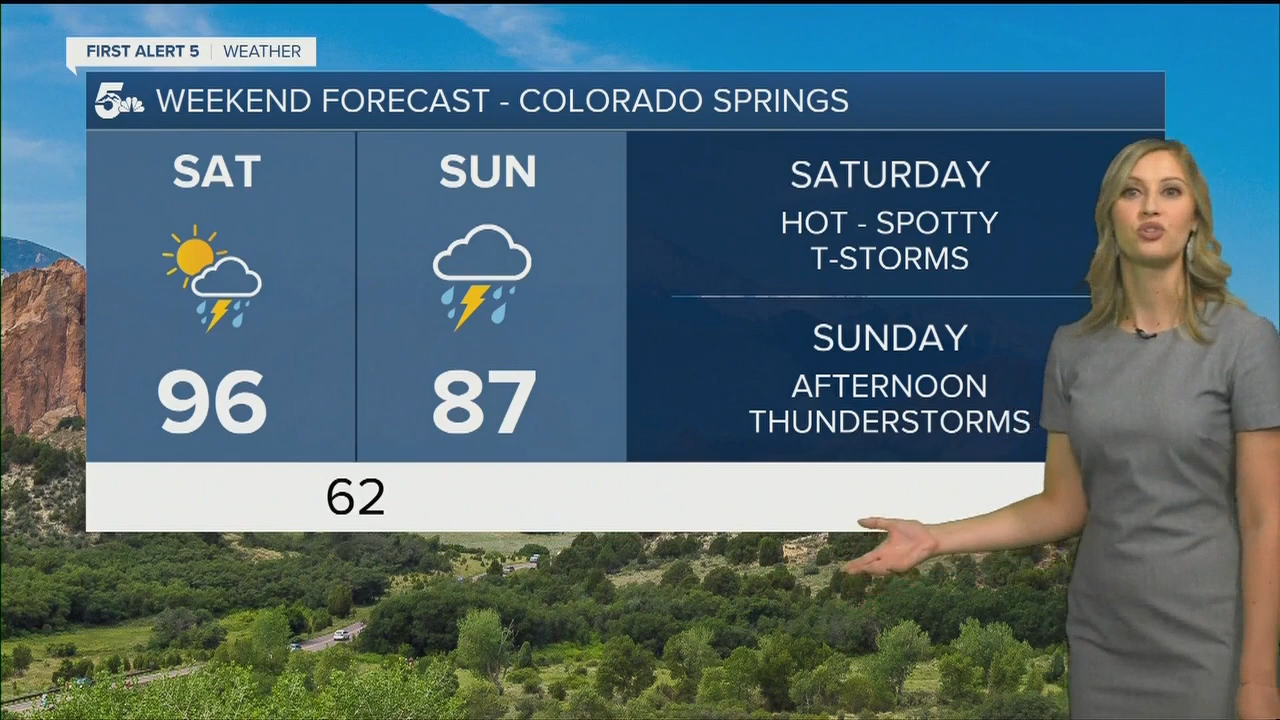 FIRST ALERT 5 | WEATHER
5 WEEKEND FORECAST - COLORADO SPRINGS
SAT
SUN
96
87
62
SATURDAY
HOT - SPOTTY
T-STORMS
SUNDAY
AFTERNOON
THUNDERSTORMS